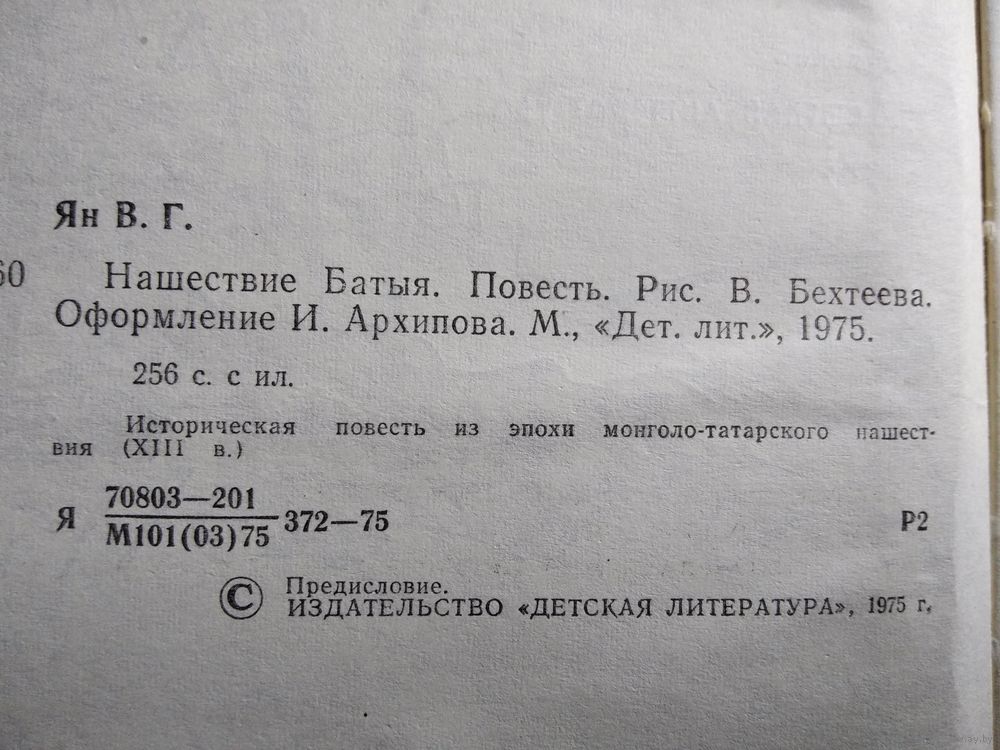 Ян В. Г.
60 Нашествие Батыя. Повесть. Рис. В. Бехтеева.
Оформление И. Архипова. М., «Дет. лит.», 1975.
256 с. с ил.
Историческая повесть из эпохи монголо-татарского нашест-
вия (XIII в.)
Я 70803—201
М101(03)75 372—75 Р2
© Предисловие.
ИЗДАТЕЛЬСТВО «ДЕТСКАЯ ЛИТЕРАТУРА», 1975 г.